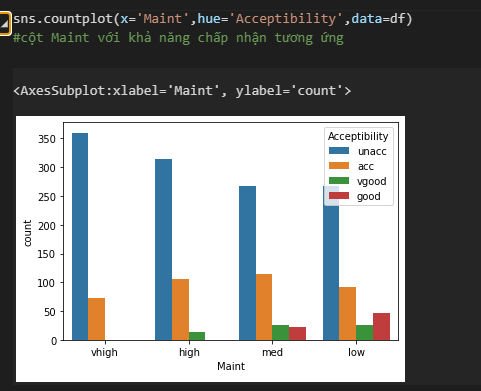 sns.countplot(x='Maint',hue='Acceptibility',data=df)
#cột Maint với khả năng chấp nhận tương ứng
<AxesSubplot:xlabel='Maint', ylabel='count'>
Acceptibility
unacc
acc
vgood
good
350
300
250
200
150
100
50
0
count
vhigh
high
med
low
Maint